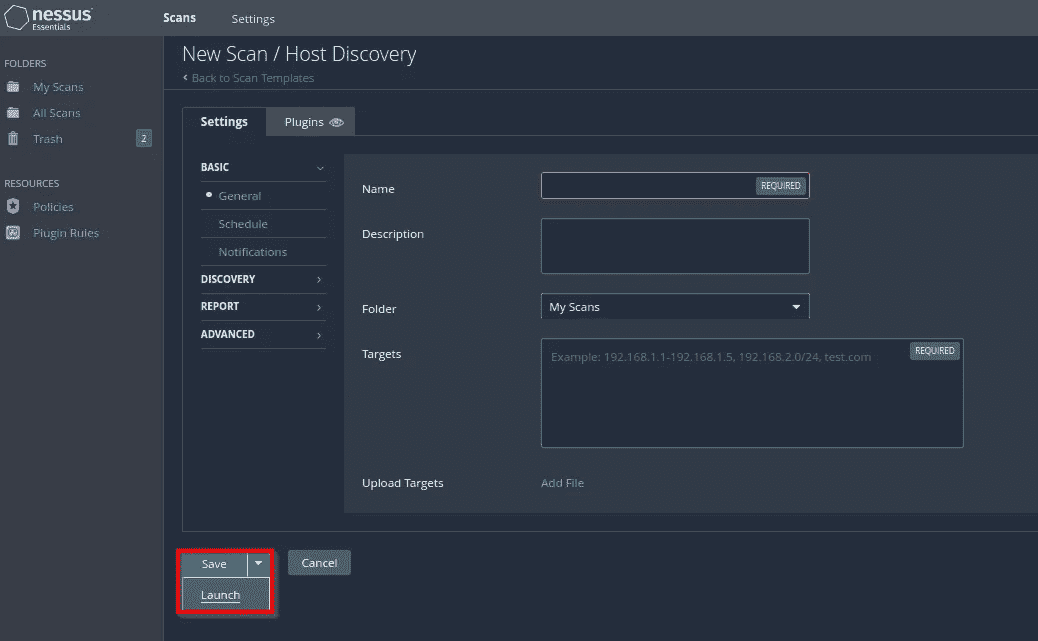 nessus
Essentials
Scans
Settings
FOLDERS
My Scans
All Scans
Trash
2
RESOURCES
Policies
Plugin Rules
New Scan / Host Discovery
Back to Scan Templates
Settings
Plugins
BASIC
General
Schedule
Notifications
DISCOVERY
REPORT
ADVANCED
Name
REQUIRED
Description
Folder
My Scans
Targets
Example: 192.168.1.1-192.168.1.5, 192.168.2.0/24, test.com
REQUIRED
Upload Targets
Add File
Save
Cancel
Launch